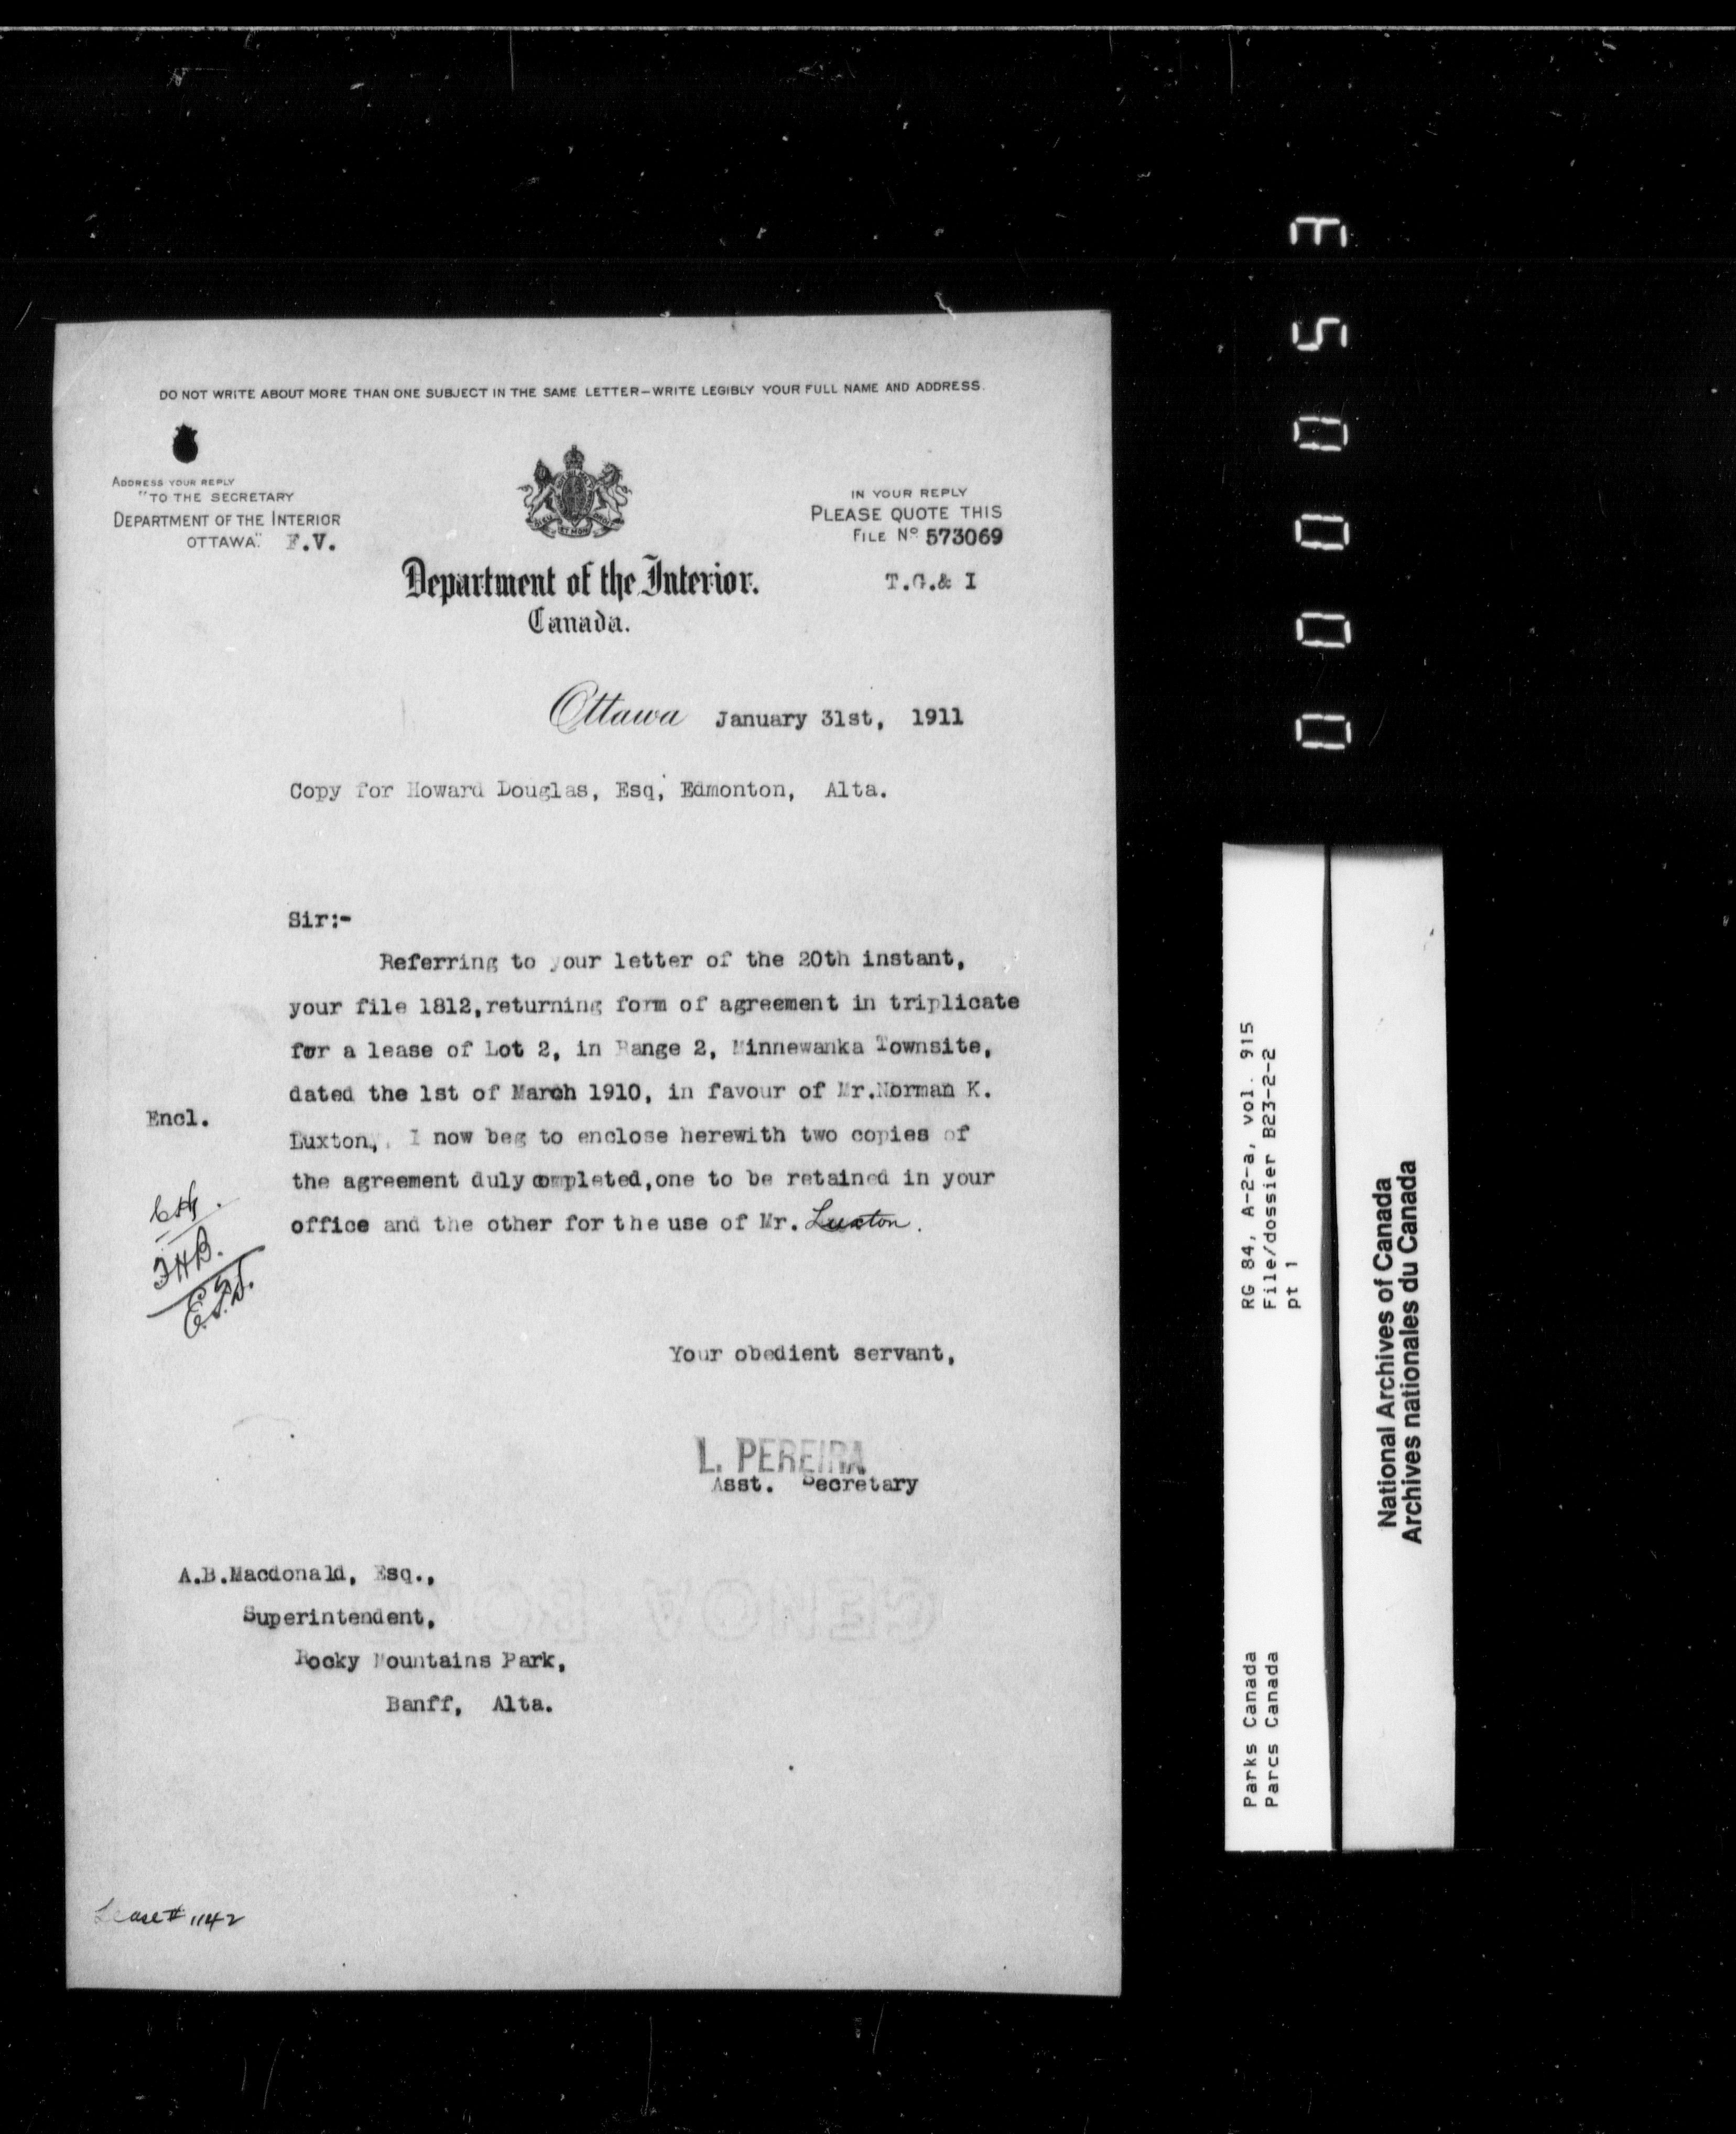 DO NOT WRITE ABOUT MORE THAN ONE SUBJECT IN THE SAME LETTER—WRITE LEGIBLY YOUR FULL NAME AND ADDRESS.
ADDRESS YOUR REPLY
"TO THE SECRETARY
DEPARTMENT OF THE INTERIOR
OTTAWA." F.V.
IN YOUR REPLY
PLEASE QUOTE THIS
FILE No 573069
T.G.& I
Department of the Interior.
Canada.
Ottawa January 31st, 1911
Copy for Howard Douglas, Esq, Edmonton, Alta.
Sir:-
Referring to your letter of the 20th instant,
your file 1812,returning form of agreement in triplicate
for a lease of Lot 2, in Range 2, Minnewanka Townsite,
dated the 1st of March 1910, in favour of Mr.Norman K.
Encl.
Luxton, I now beg to enclose herewith two copies of
the agreement duly completed,one to be retained in your
office and the other for the use of Mr. Luxton.
Your obedient servant,
L. PEREIRA
Asst. Secretary
A.B.Macdonald, Esq.,
Superintendent,
Rocky Mountains Park,
Banff, Alta.
Lease # 1142
000053
RG 84, A-2-a, vol. 915
File/dossier B23-2-2
pt 1
Parks Canada
Parcs Canada
National Archives of Canada
Archives nationales du Canada